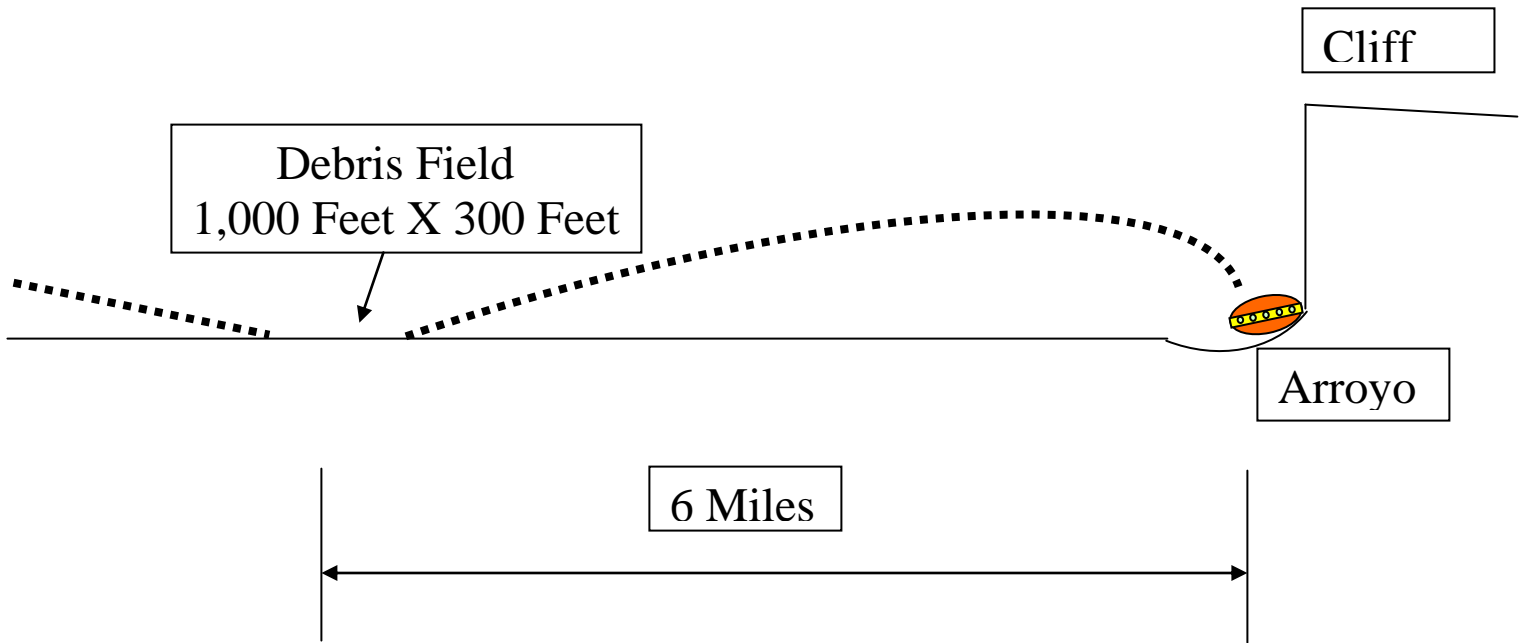 Cliff
Debris Field
1,000 Feet X 300 Feet
Arroyo
6 Miles